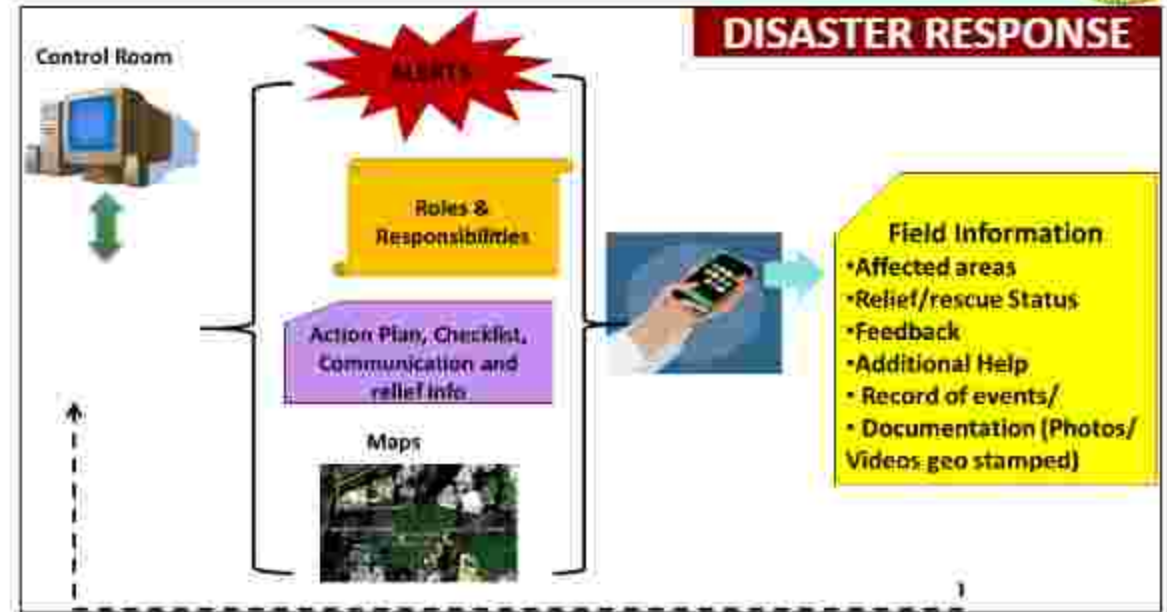 DISASTER RESPONSE
Control Room
ALERTS
Roles &
Responsibilities
Action Plan, Checklist,
Communication and
relief info
Maps
Field Information
•Affected areas
•Relief/rescue Status
•Feedback
•Additional Help
• Record of events/
• Documentation (Photos/
Videos geo stamped)